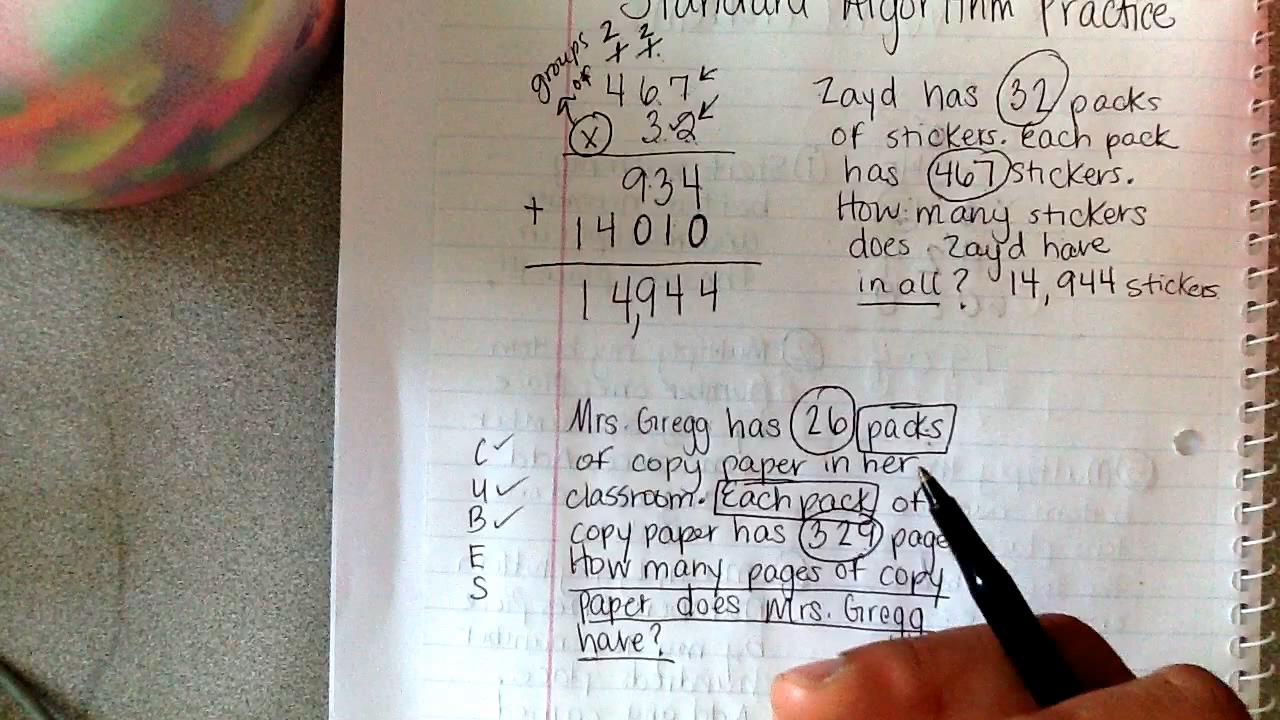 Standard Algorithm Practice
groups of
2 2
1 1
467
x 32
934
+ 14010
14,944
Zayd has 32 packs
of stickers. Each pack
has 467 stickers.
How many stickers
does Zayd have
in all? 14,944 stickers
Mrs. Gregg has 26 packs
of copy paper in her
classroom. Each pack of
copy paper has 329 page
How many pages of copy
paper does Mrs. Gregg
have?
C ✓
U ✓
B ✓
E
S